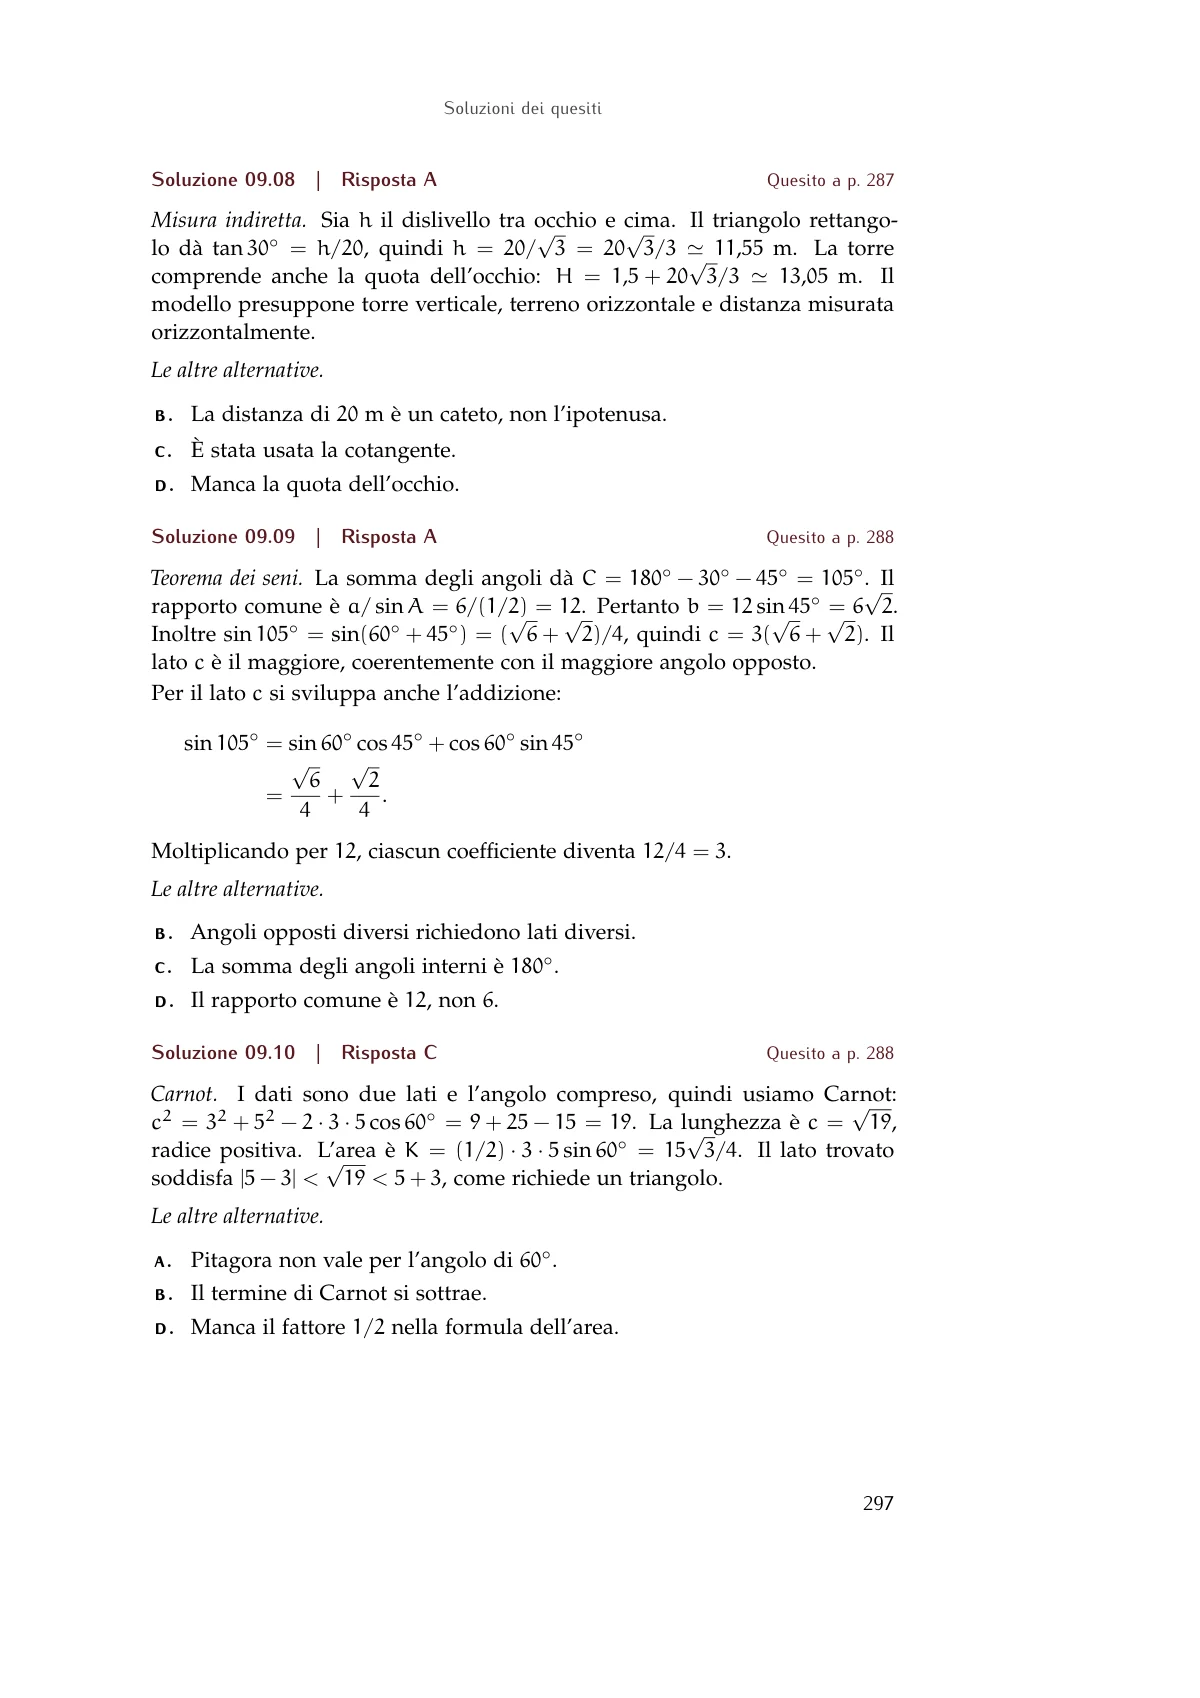 Soluzioni dei quesiti
Soluzione 09.08 | Risposta A Quesito a p. 287
Misura indiretta. Sia h il dislivello tra occhio e cima. Il triangolo rettango-
lo dà tan 30° = h/20, quindi h = 20/√3 = 20√3/3 ≃ 11,55 m. La torre
comprende anche la quota dell’occhio: H = 1,5 + 20√3/3 ≃ 13,05 m. Il
modello presuppone torre verticale, terreno orizzontale e distanza misurata
orizzontalmente.
Le altre alternative.
B. La distanza di 20 m è un cateto, non l’ipotenusa.
C. È stata usata la cotangente.
D. Manca la quota dell’occhio.
Soluzione 09.09 | Risposta A Quesito a p. 288
Teorema dei seni. La somma degli angoli dà C = 180° − 30° − 45° = 105°. Il
rapporto comune è a/ sin A = 6/(1/2) = 12. Pertanto b = 12 sin 45° = 6√2.
Inoltre sin 105° = sin(60° + 45°) = (√6 + √2)/4, quindi c = 3(√6 + √2). Il
lato c è il maggiore, coerentemente con il maggiore angolo opposto.
Per il lato c si sviluppa anche l’addizione:
sin 105° = sin 60° cos 45° + cos 60° sin 45°
= √6/4 + √2/4.
Moltiplicando per 12, ciascun coefficiente diventa 12/4 = 3.
Le altre alternative.
B. Angoli opposti diversi richiedono lati diversi.
C. La somma degli angoli interni è 180°.
D. Il rapporto comune è 12, non 6.
Soluzione 09.10 | Risposta C Quesito a p. 288
Carnot. I dati sono due lati e l’angolo compreso, quindi usiamo Carnot:
c² = 3² + 5² − 2 · 3 · 5 cos 60° = 9 + 25 − 15 = 19. La lunghezza è c = √19,
radice positiva. L’area è K = (1/2) · 3 · 5 sin 60° = 15√3/4. Il lato trovato
soddisfa |5 − 3| < √19 < 5 + 3, come richiede un triangolo.
Le altre alternative.
A. Pitagora non vale per l’angolo di 60°.
B. Il termine di Carnot si sottrae.
D. Manca il fattore 1/2 nella formula dell’area.
297